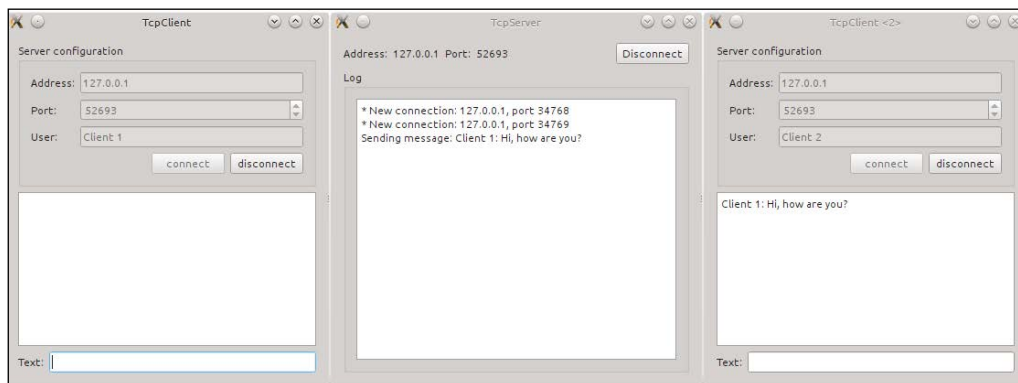 TcpClient
Server configuration
Address: 127.0.0.1
Port: 52693
User: Client 1
connect disconnect
Text:
TcpServer
Address: 127.0.0.1 Port: 52693 Disconnect
Log
* New connection: 127.0.0.1, port 34768
* New connection: 127.0.0.1, port 34769
Sending message: Client 1: Hi, how are you?
TcpClient <2>
Server configuration
Address: 127.0.0.1
Port: 52693
User: Client 2
connect disconnect
Client 1: Hi, how are you?
Text: